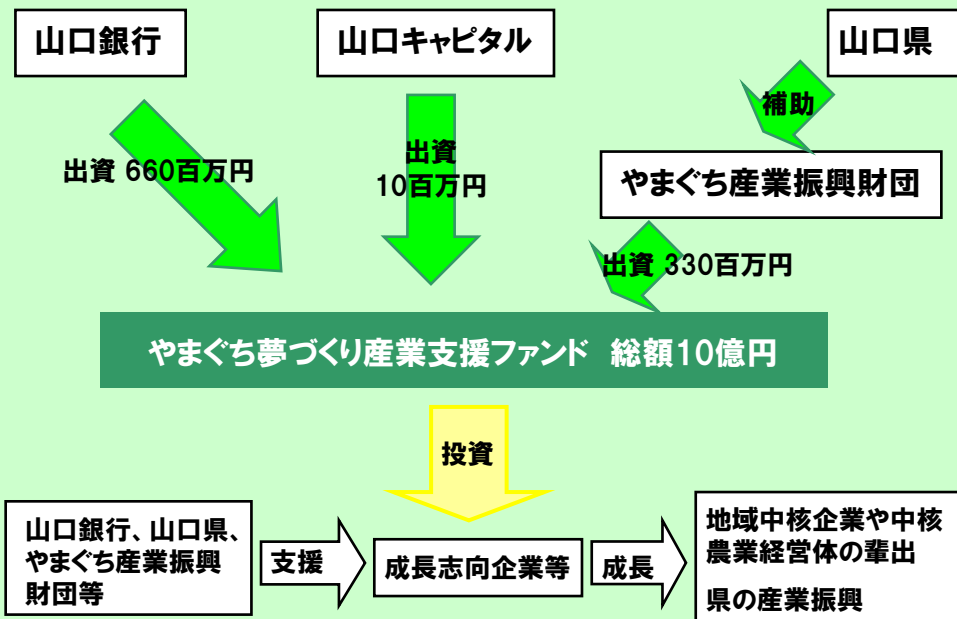 山口銀行
山口キャピタル
山口県
補助
出資 660百万円
出資
10百万円
やまぐち産業振興財団
出資 330百万円
やまぐち夢づくり産業支援ファンド 総額10億円
投資
山口銀行、山口県、
やまぐち産業振興
財団等
支援
成長志向企業等
成長
地域中核企業や中核
農業経営体の輩出
県の産業振興